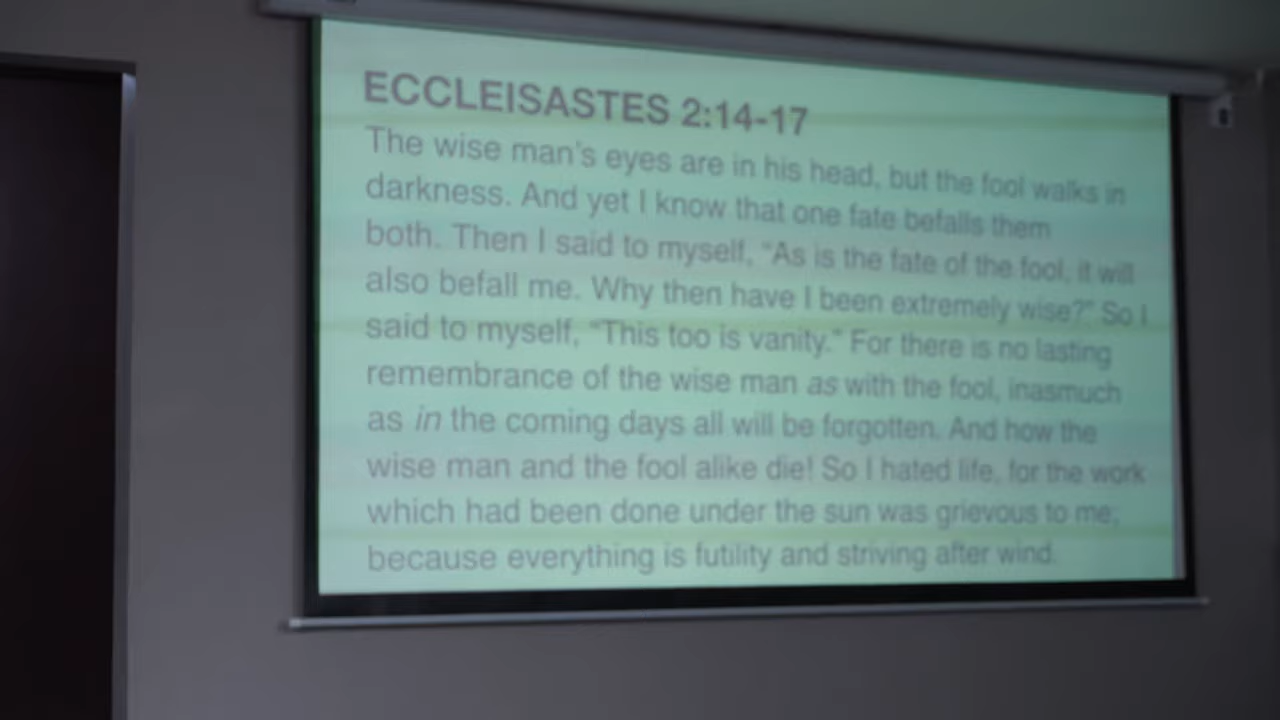 ECCLEISASTES 2:14-17
The wise man's eyes are in his head, but the fool walks in
darkness. And yet I know that one fate befalls them
both. Then I said to myself, “As is the fate of the fool, it will
also befall me. Why then have I been extremely wise?” So I
said to myself, “This too is vanity.” For there is no lasting
remembrance of the wise man as with the fool, inasmuch
as in the coming days all will be forgotten. And how the
wise man and the fool alike die! So I hated life, for the work
which had been done under the sun was grievous to me;
because everything is futility and striving after wind.